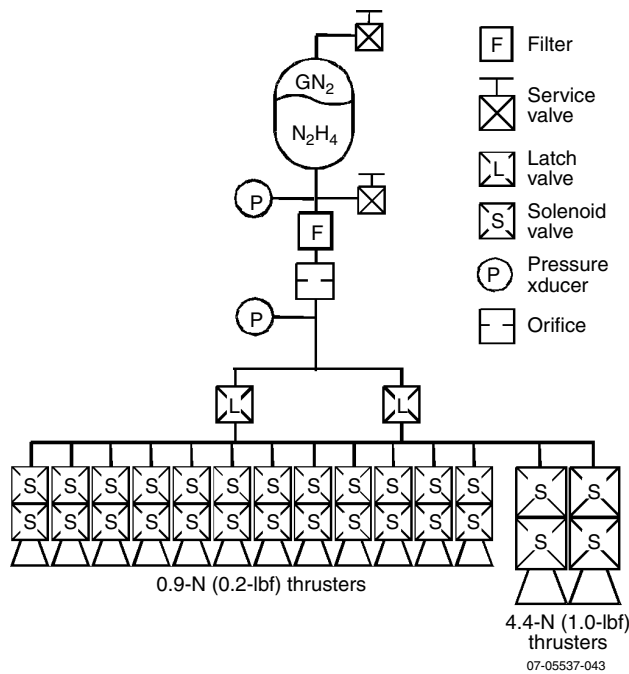 GN2
N2H4
P
F
P
L
L
S S S S S S S S S S S S
S S S S S S S S S S S S
S S
S S
0.9-N (0.2-lbf) thrusters
4.4-N (1.0-lbf)
thrusters
07-05537-043
F
Filter
Service
valve
L
Latch
valve
S
Solenoid
valve
P
Pressure
xducer
Orifice